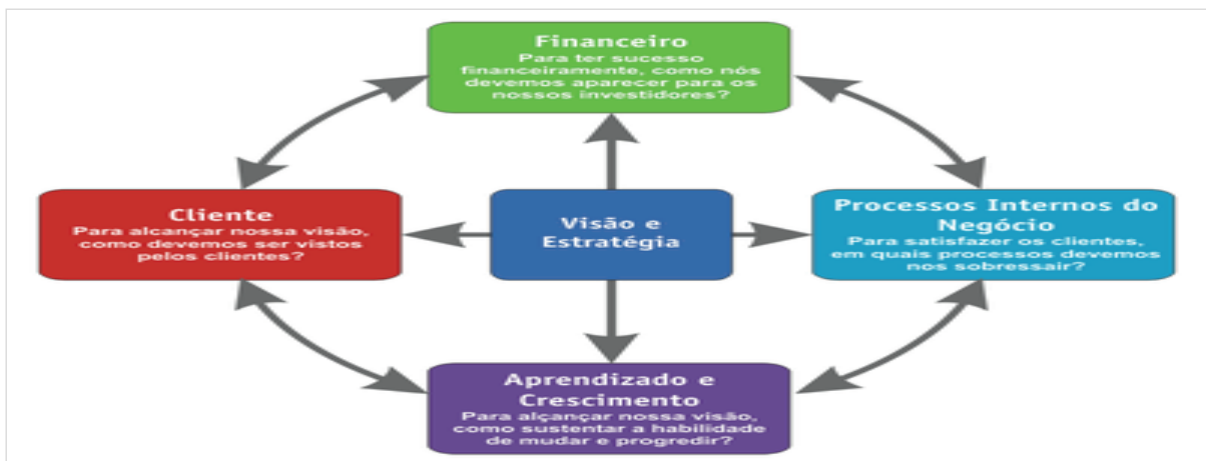 Financeiro
Para ter sucesso
financeiramente, como nós
devemos aparecer para os
nossos investidores?
Cliente
Para alcançar nossa visão,
como devemos ser vistos
pelos clientes?
Visão e
Estratégia
Processos Internos do
Negócio
Para satisfazer os clientes,
em quais processos devemos
nos sobressair?
Aprendizado e
Crescimento
Para alçançar nossa visão,
como sustentar a habilidade
de mudar e progredir?